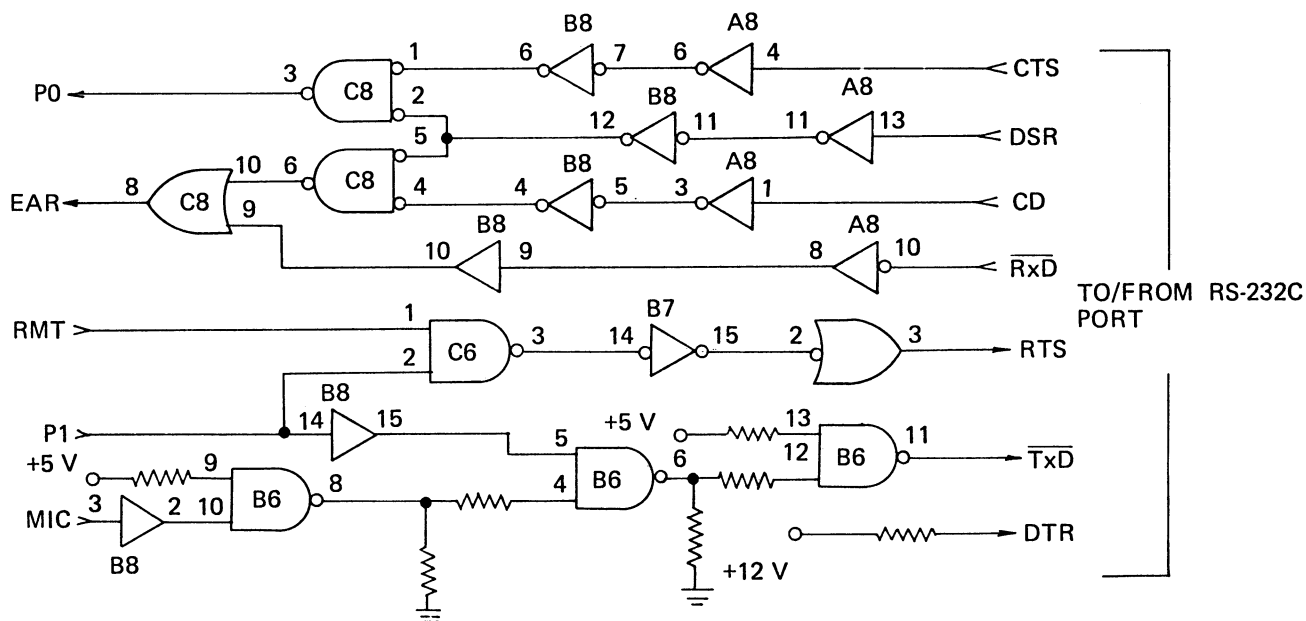 B8 A8
3 1 6 7 6 4
P0 C8 CTS
2 B8 A8
5 12 11 11 13 DSR
10 6 B8 A8
8 C8 C8 4 4 5 3 1
EAR CD
9 B8 A8
10 9 8 10 RxD
TO/FROM RS-232C
PORT
1 B7
RMT 3 14 15 2 3 RTS
2 C6
B8
P1 14 15 +5 V 13 11
5 12 B6 TxD
+5 V 9 8 B6 6
3 2 10 B6 4
MIC DTR
B8 +12 V